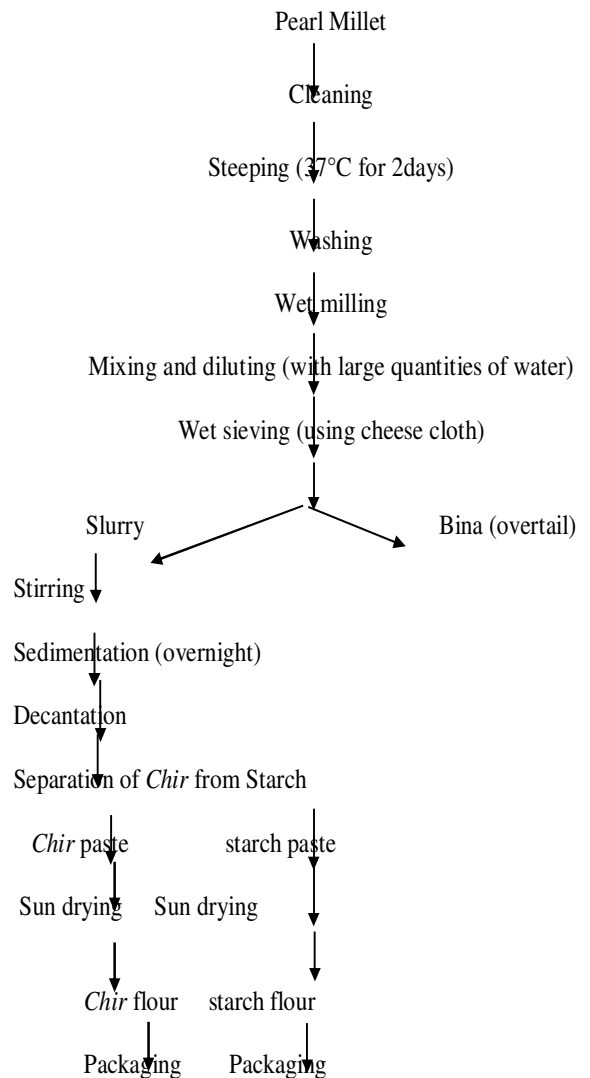 Pearl Millet
Cleaning
Steeping (37°C for 2days)
Washing
Wet milling
Mixing and diluting (with large quantities of water)
Wet sieving (using cheese cloth)
Slurry Bina (overtail)
Stirring
Sedimentation (overnight)
Decantation
Separation of Chir from Starch
Chir paste starch paste
Sun drying Sun drying
Chir flour starch flour
Packaging Packaging